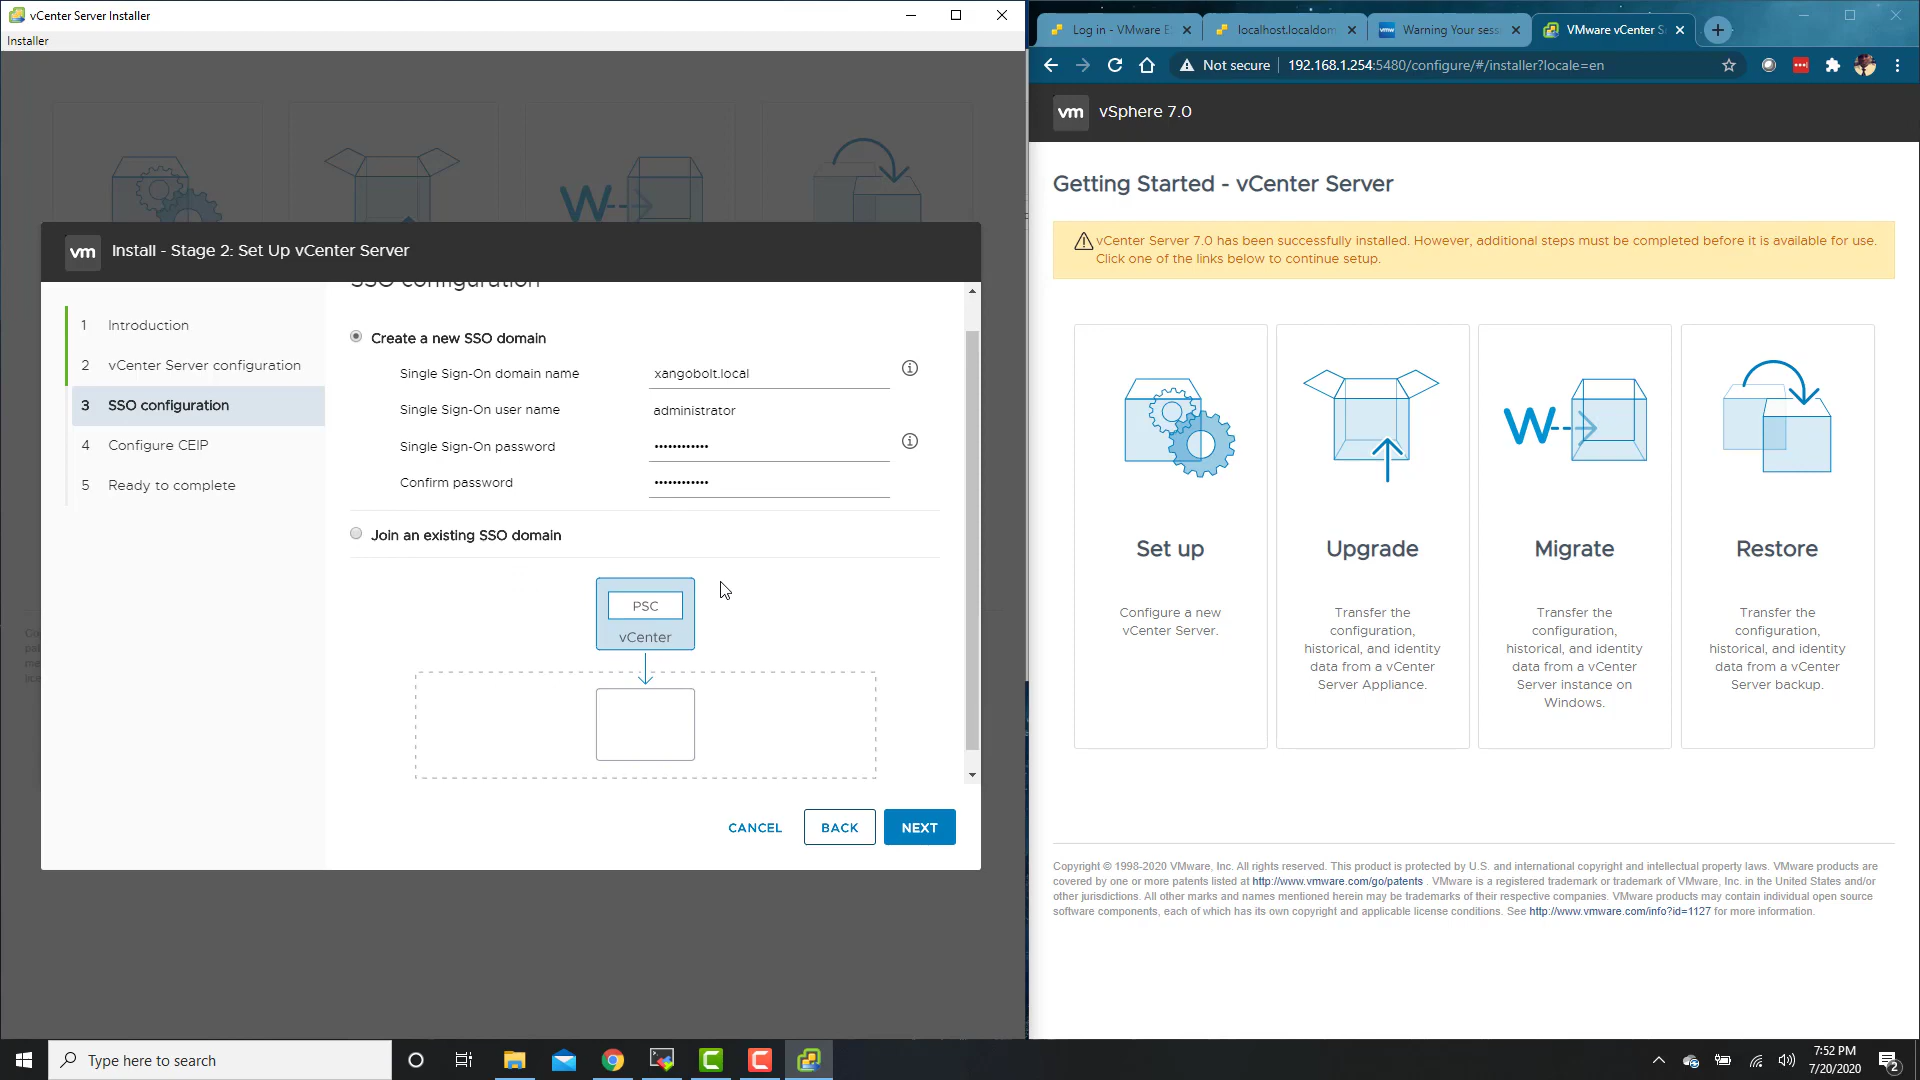 vCenter Server Installer
Installer
W
vm Install - Stage 2: Set Up vCenter Server
1 Introduction
2 vCenter Server configuration
3 SSO configuration
4 Configure CEIP
5 Ready to complete
SSO configuration
Create a new SSO domain
Single Sign-On domain name xangobolt.local
Single Sign-On user name administrator
Single Sign-On password ••••••••••••
Confirm password ••••••••••••
Join an existing SSO domain
PSC
vCenter
CANCEL BACK NEXT
Log in - VMware E
localhost.localdom
vmw Warning Your sess
VMware vCenter S
Not secure 192.168.1.254:5480/configure/#/installer?locale=en
vm vSphere 7.0
Getting Started - vCenter Server
vCenter Server 7.0 has been successfully installed. However, additional steps must be completed before it is available for use.
Click one of the links below to continue setup.
Set up
Configure a new
vCenter Server.
Upgrade
Transfer the
configuration,
historical, and identity
data from a vCenter
Server Appliance.
W
Migrate
Transfer the
configuration,
historical, and identity
data from a vCenter
Server instance on
Windows.
Restore
Transfer the
configuration,
historical, and identity
data from a vCenter
Server backup.
Copyright © 1998-2020 VMware, Inc. All rights reserved. This product is protected by U.S. and international copyright and intellectual property laws. VMware products are
covered by one or more patents listed at http://www.vmware.com/go/patents . VMware is a registered trademark or trademark of VMware, Inc. in the United States and/or
other jurisdictions. All other marks and names mentioned herein may be trademarks of their respective companies. VMware products may contain individual open source
software components, each of which has its own copyright and applicable license conditions. See http://www.vmware.com/info?id=1127 for more information.
Type here to search
7:52 PM
7/20/2020
2